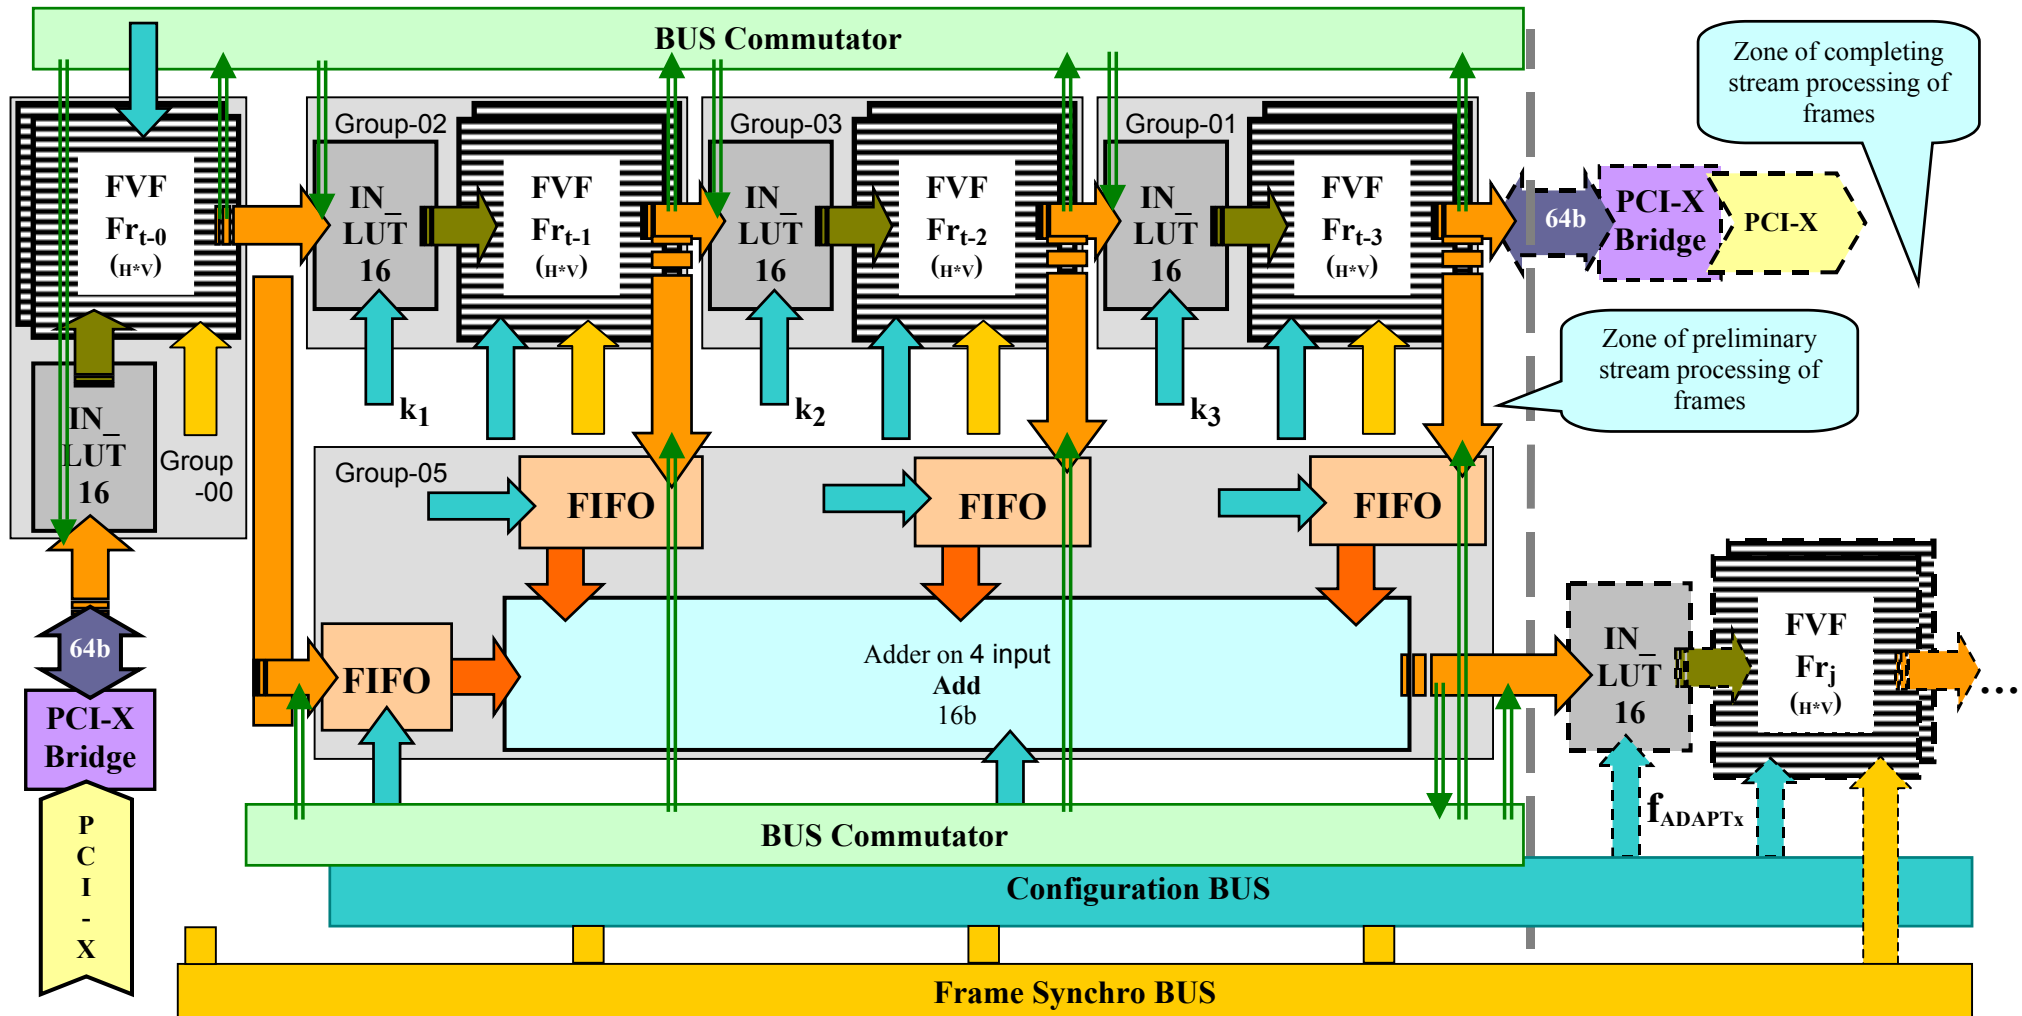 BUS Commutator
Zone of completing
stream processing of
frames
FVF
Frt-0
(H*V)
IN_
LUT
16
Group
-00
Group-02
IN_
LUT
16
k1
FVF
Frt-1
(H*V)
Group-03
IN_
LUT
16
k2
FVF
Frt-2
(H*V)
Group-01
IN_
LUT
16
k3
FVF
Frt-3
(H*V)
64b
PCI-X
Bridge
PCI-X
Zone of preliminary
stream processing of
frames
Group-05
FIFO
FIFO
FIFO
FIFO
Adder on 4 input
Add
16b
64b
PCI-X
Bridge
P
C
I
-
X
IN_
LUT
16
FVF
Frj
(H*V)
...
fADAPTx
BUS Commutator
Configuration BUS
Frame Synchro BUS